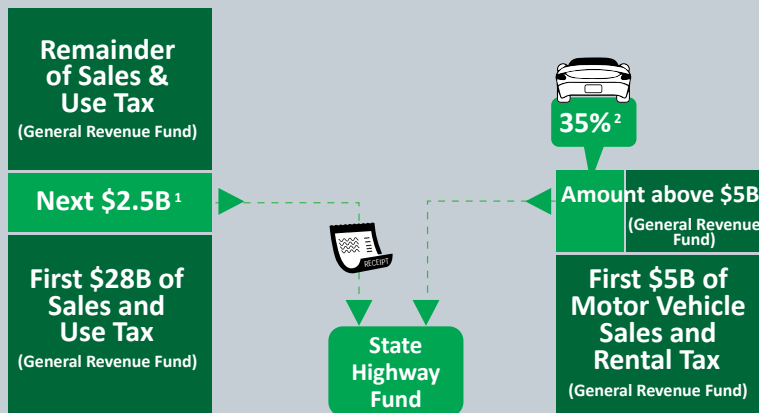 Remainder
of Sales &
Use Tax
(General Revenue Fund)
Next $2.5B 1
First $28B of
Sales and
Use Tax
(General Revenue Fund)
RECEIPT
State
Highway
Fund
35% 2
Amount above $5B
(General Revenue
Fund)
First $5B of
Motor Vehicle
Sales and
Rental Tax
(General Revenue Fund)